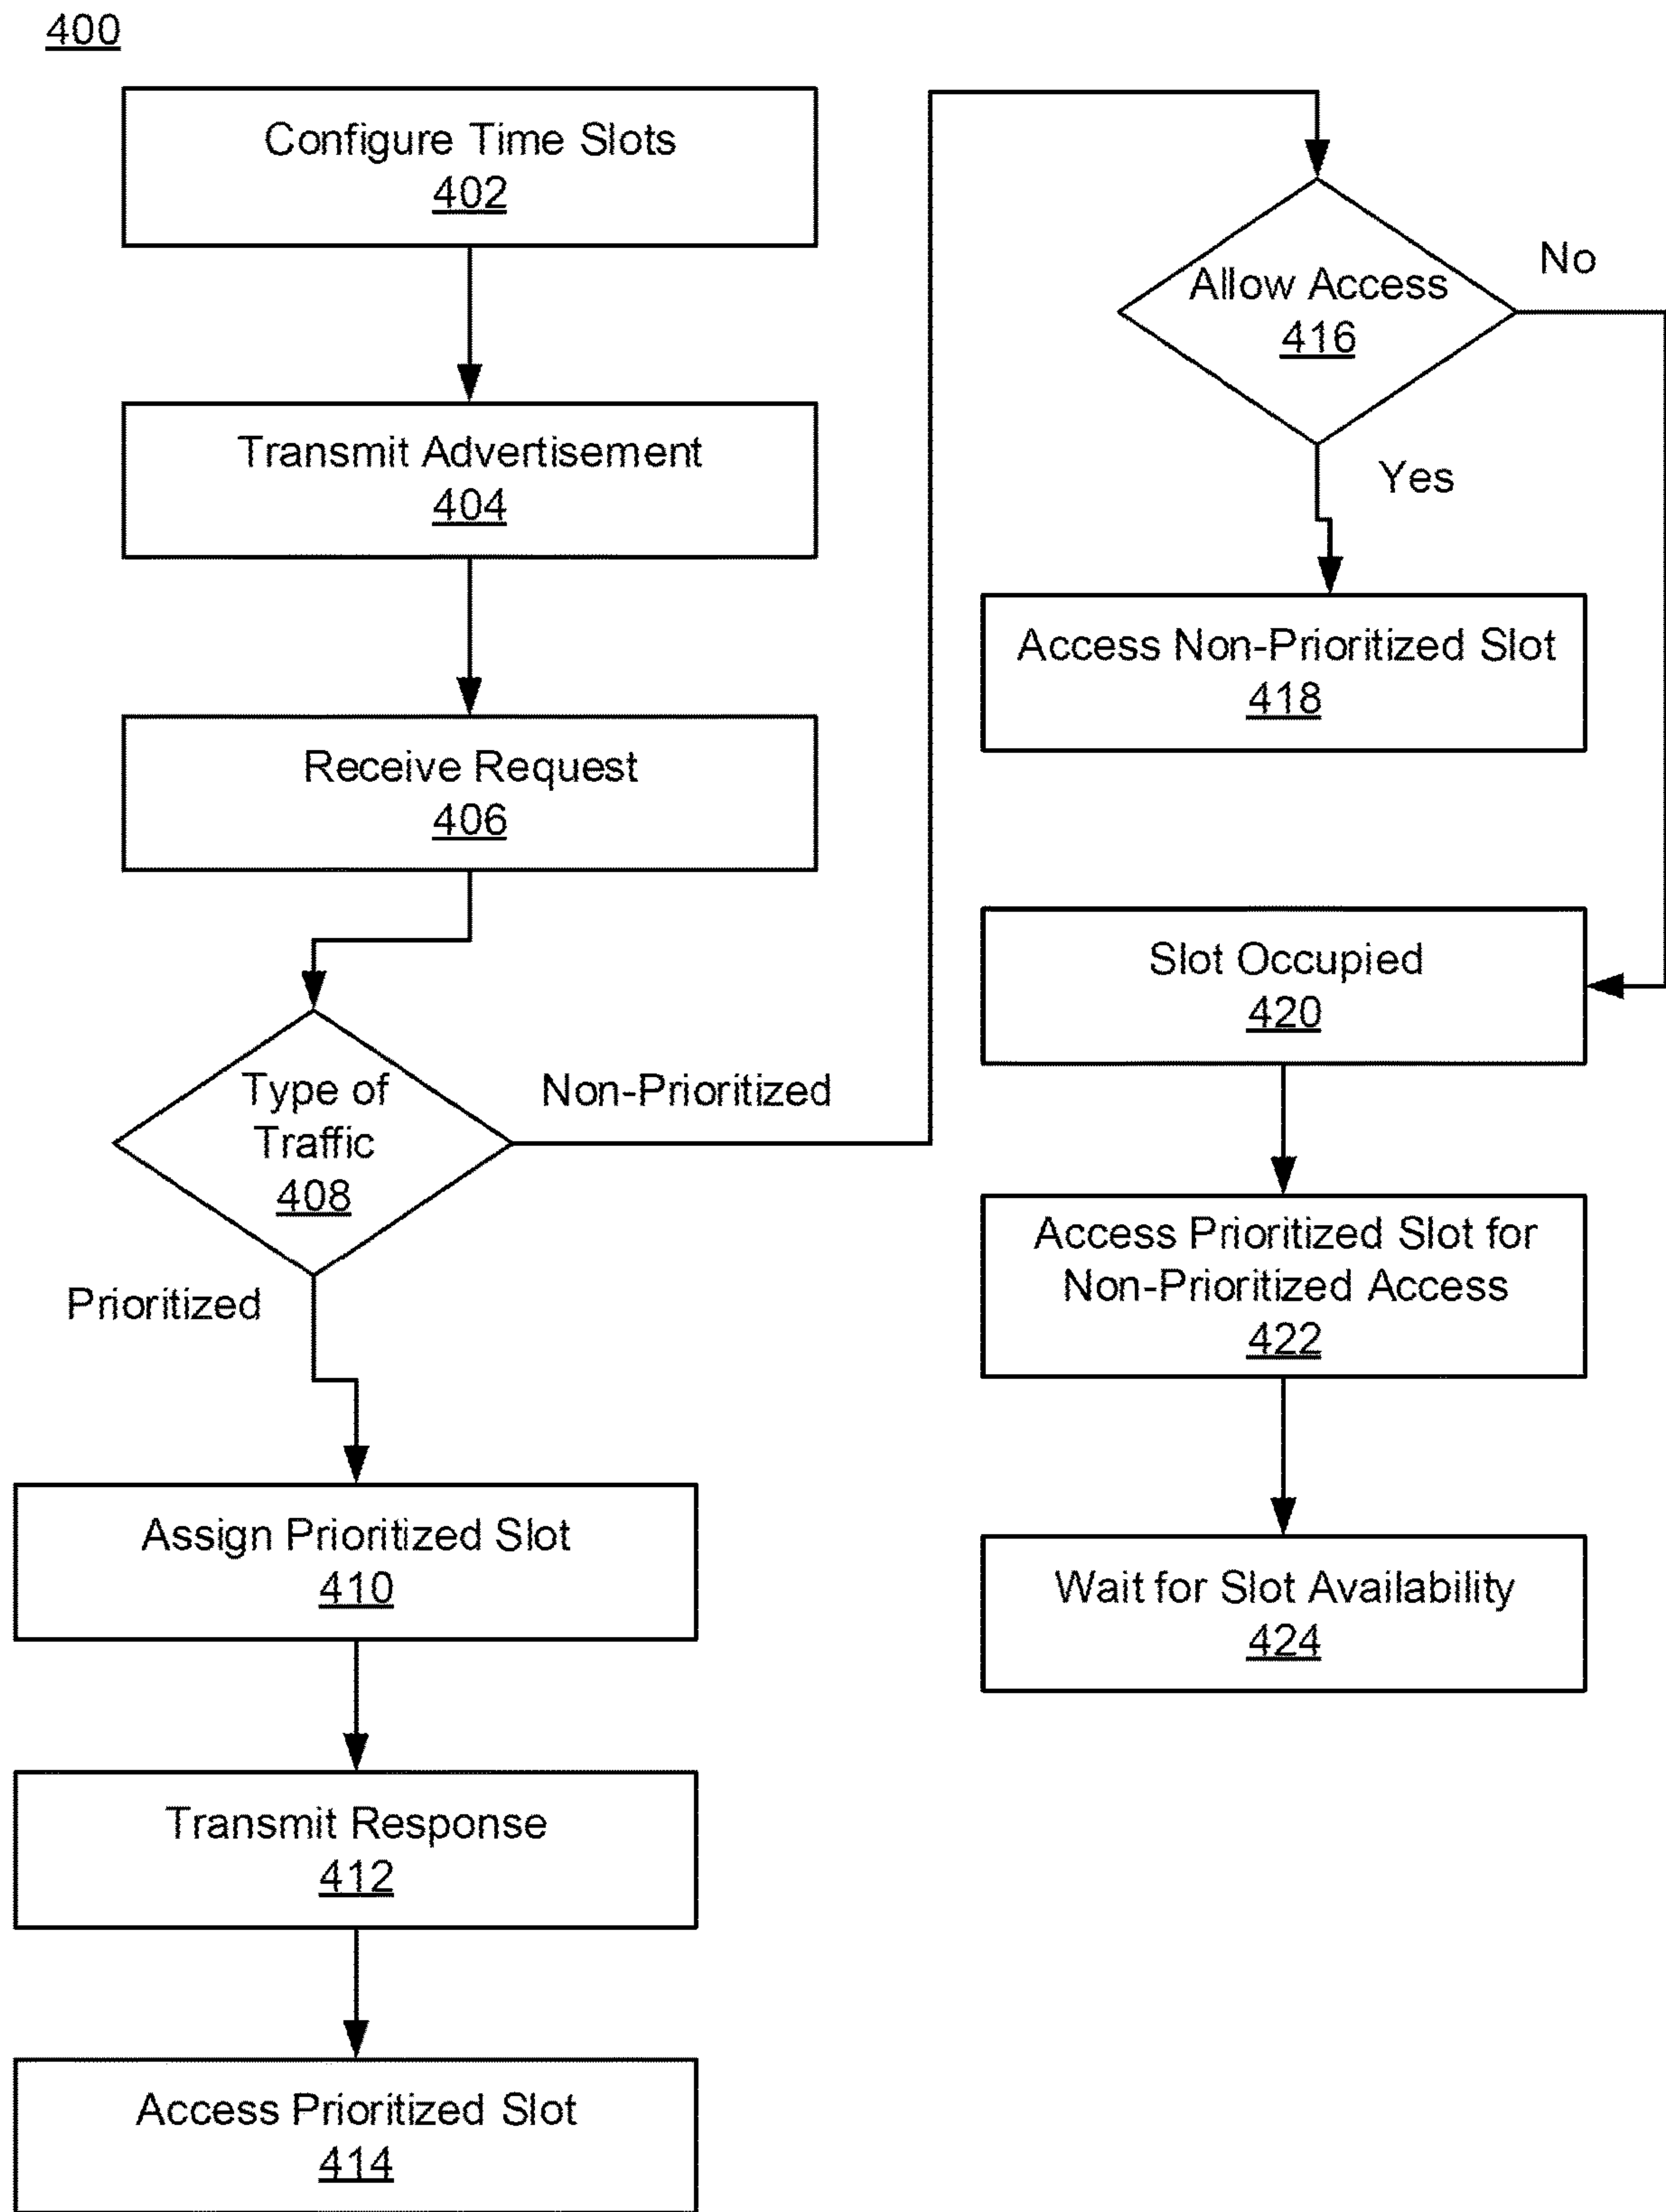 400
Configure Time Slots
402
Transmit Advertisement
404
Receive Request
406
Type of
Traffic
408
Non-Prioritized
Prioritized
Assign Prioritized Slot
410
Transmit Response
412
Access Prioritized Slot
414
Allow Access
416
No
Yes
Access Non-Prioritized Slot
418
Slot Occupied
420
Access Prioritized Slot for
Non-Prioritized Access
422
Wait for Slot Availability
424